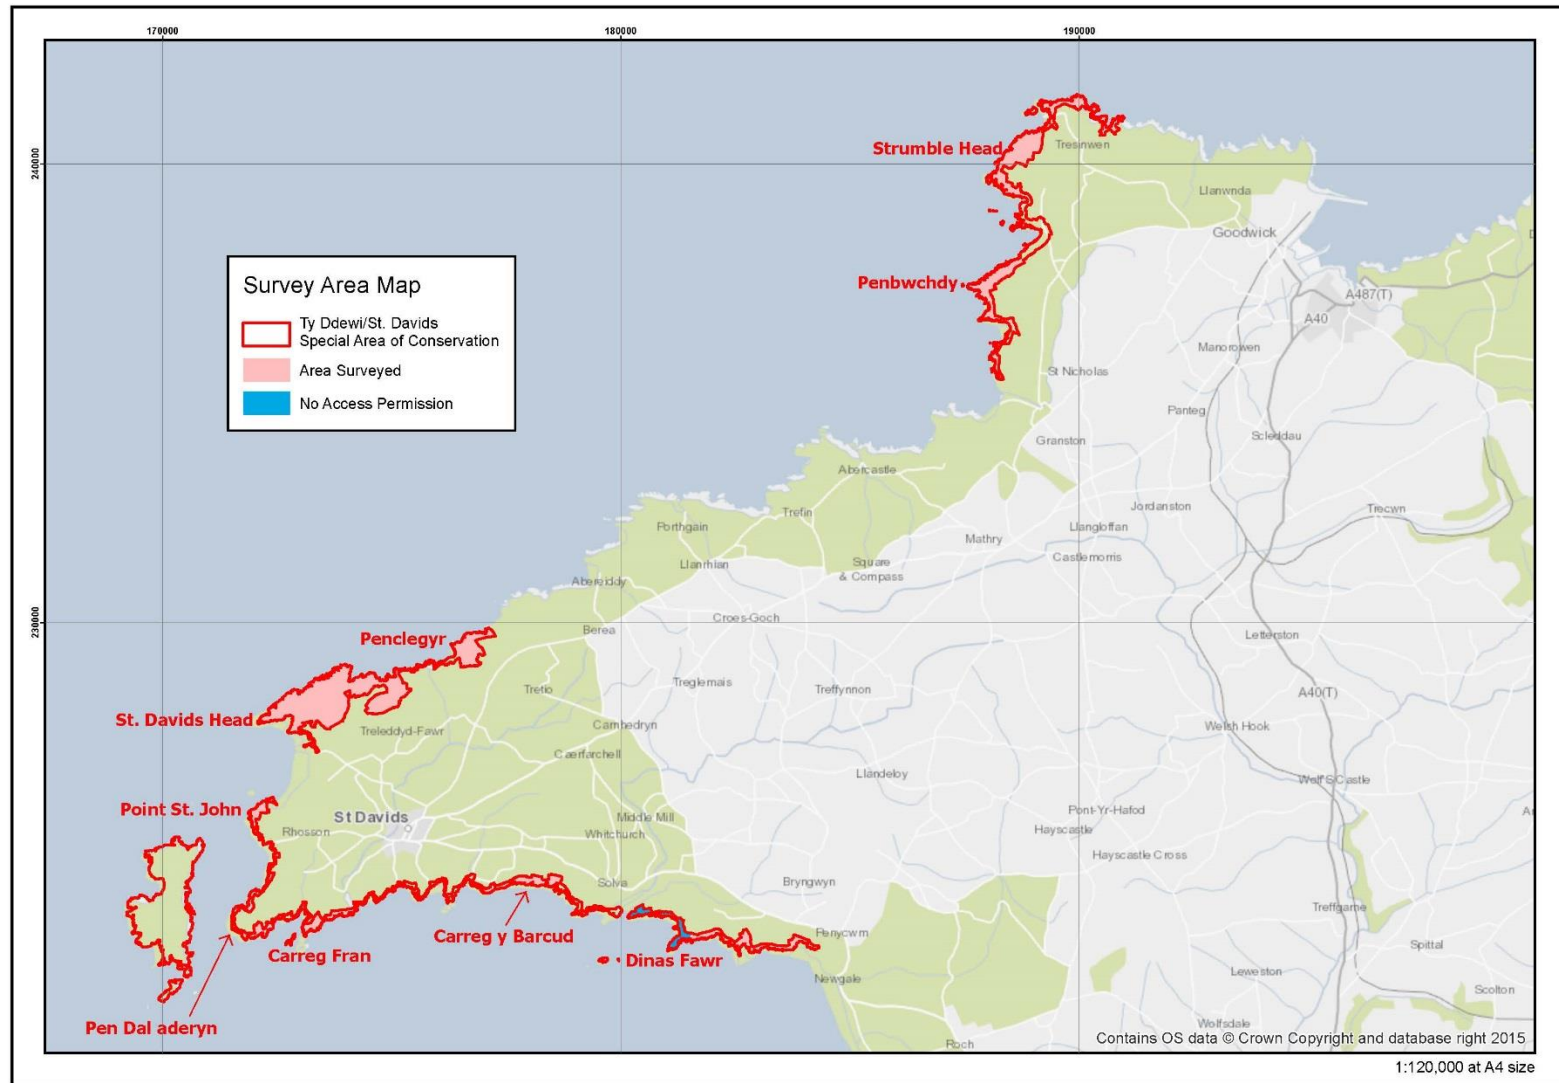 170000
180000
190000
240000
230000
Strumble Head
Tresinwen
Llanwnda
Goodwick
Penbwchdy
A487(T)
A40
Manorowen
St Nicholas
Panteg
Scleddau
Granston
Abercastle
Jordanston
Trecwn
Trefin
Porthgain
Llangloffan
Mathry
Castlemorris
Llanrhian
Square
& Compass
Abereiddy
Croes-Goch
Berea
Letterston
Penclegyr
Treglemais
Treffynnon
Tretio
A40(T)
St. Davids Head
Treleddyd-Fawr
Carnhedryn
Welsh Hook
Caerfarchell
Llandeloy
Wolf'S Castle
Point St. John
St Davids
Rhosson
Middle Mill
Whitchurch
Pont-Yr-Hafod
Hayscastle
Hayscastle Cross
Solva
Bryngwyn
Treffgarne
Carreg y Barcud
Penycwm
Carreg Fran
Dinas Fawr
Spittal
Newgale
Leweston
Scolton
Pen Dal aderyn
Wolfsdale
Roch
Survey Area Map
Ty Ddewi/St. Davids
Special Area of Conservation
Area Surveyed
No Access Permission
Contains OS data © Crown Copyright and database right 2015
1:120,000 at A4 size